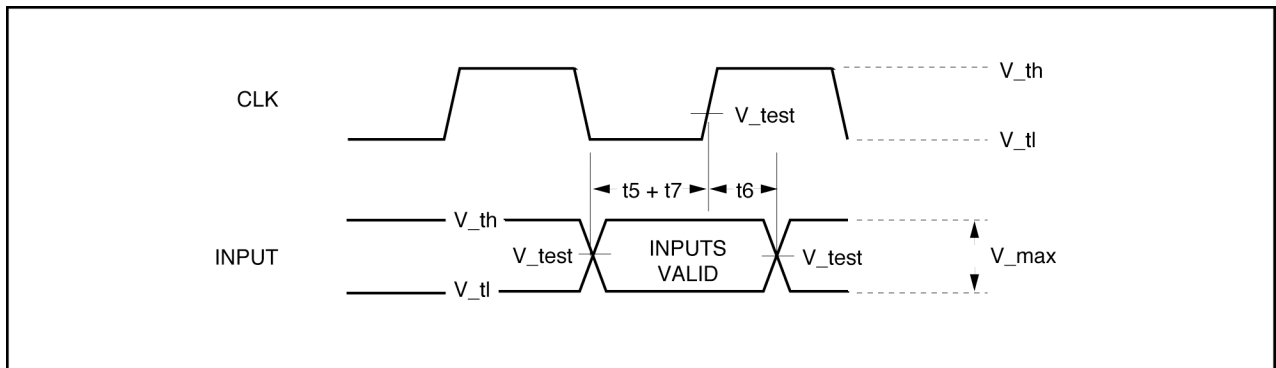 V_th
CLK
V_test
V_tl
t5 + t7
t6
V_th
V_test
INPUTS
VALID
V_test
INPUT
V_max
V_tl